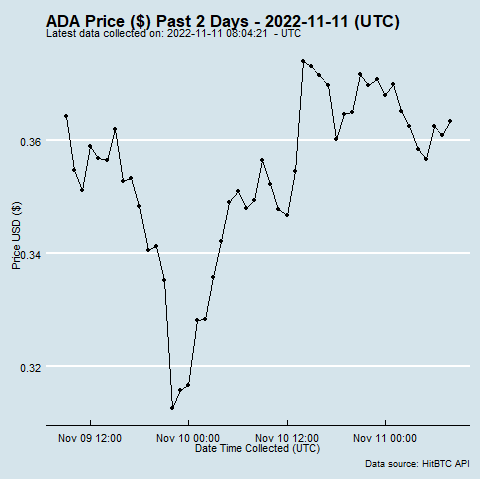 ADA Price ($) Past 2 Days - 2022-11-11 (UTC)
Latest data collected on: 2022-11-11 08:04:21 - UTC
0.36
0.34
0.32
Price USD ($)
Nov 09 12:00 Nov 10 00:00 Nov 10 12:00 Nov 11 00:00
Date Time Collected (UTC)
Data source: HitBTC API